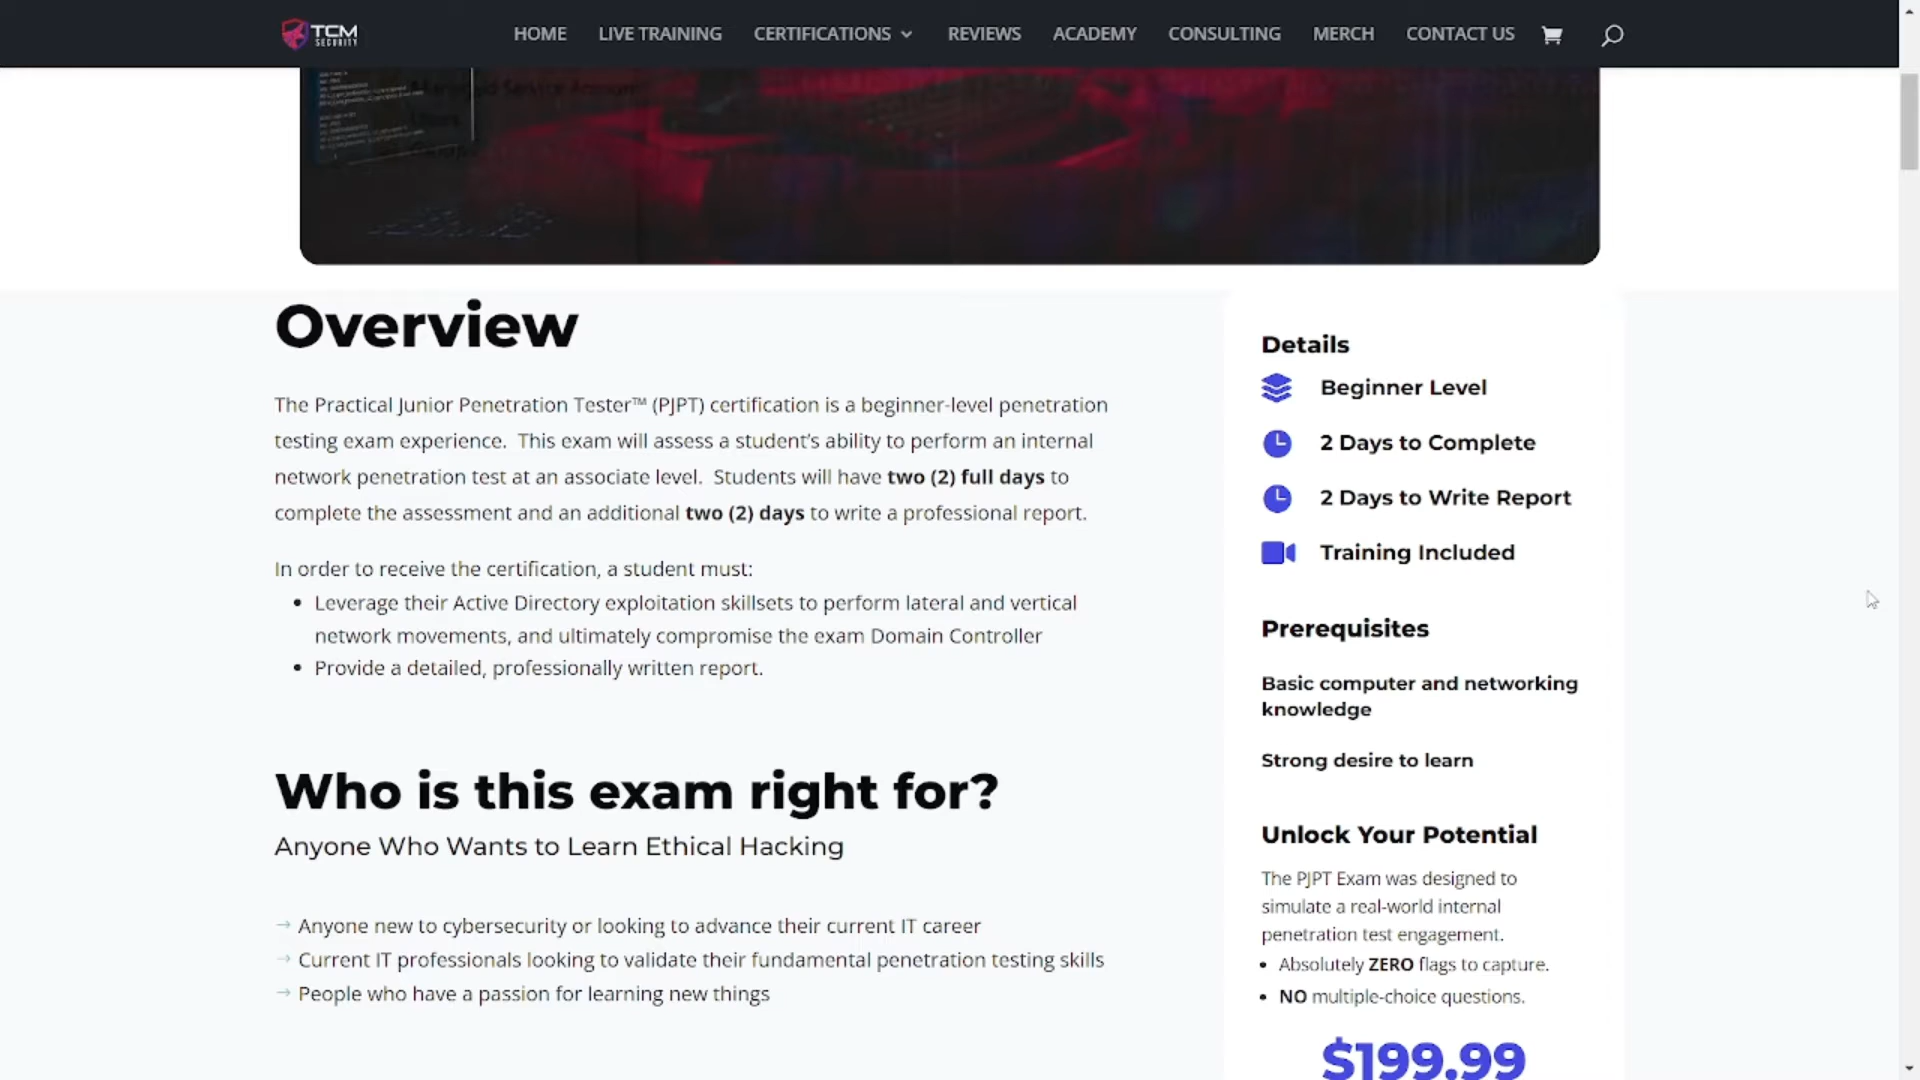 TCM
SECURITY
HOME
LIVE TRAINING
CERTIFICATIONS
REVIEWS
ACADEMY
CONSULTING
MERCH
CONTACT US
Overview
The Practical Junior Penetration Tester™ (PJPT) certification is a beginner-level penetration
testing exam experience. This exam will assess a student's ability to perform an internal
network penetration test at an associate level. Students will have two (2) full days to
complete the assessment and an additional two (2) days to write a professional report.
In order to receive the certification, a student must:
• Leverage their Active Directory exploitation skillsets to perform lateral and vertical
network movements, and ultimately compromise the exam Domain Controller
• Provide a detailed, professionally written report.
Who is this exam right for?
Anyone Who Wants to Learn Ethical Hacking
→ Anyone new to cybersecurity or looking to advance their current IT career
→ Current IT professionals looking to validate their fundamental penetration testing skills
→ People who have a passion for learning new things
Details
Beginner Level
2 Days to Complete
2 Days to Write Report
Training Included
Prerequisites
Basic computer and networking
knowledge
Strong desire to learn
Unlock Your Potential
The PJPT Exam was designed to
simulate a real-world internal
penetration test engagement.
• Absolutely ZERO flags to capture.
• NO multiple-choice questions.
$199.99